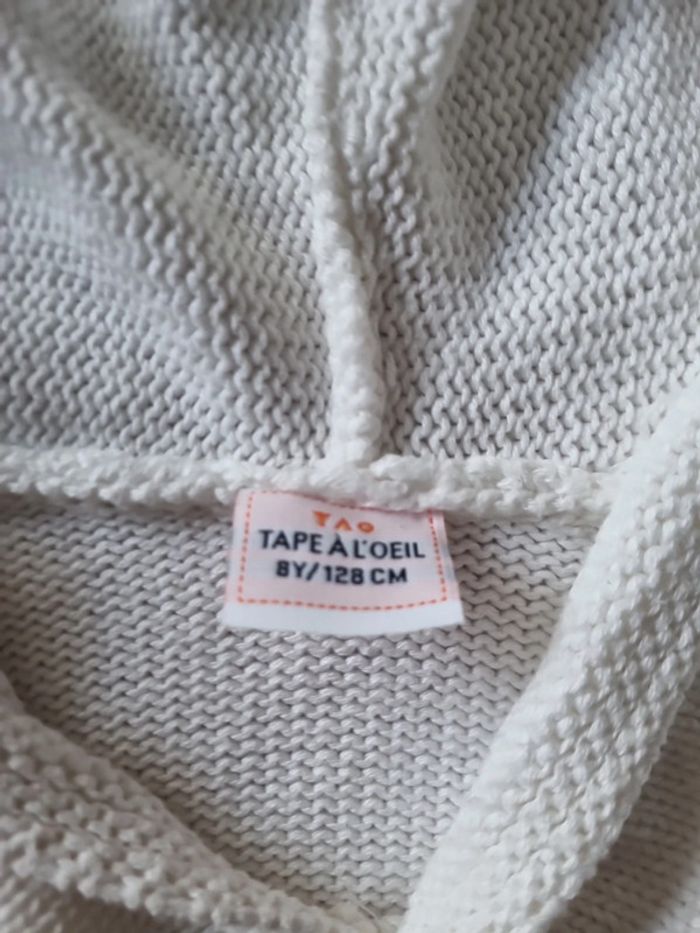 TAO
TAPE À L'OEIL
8Y/128 CM